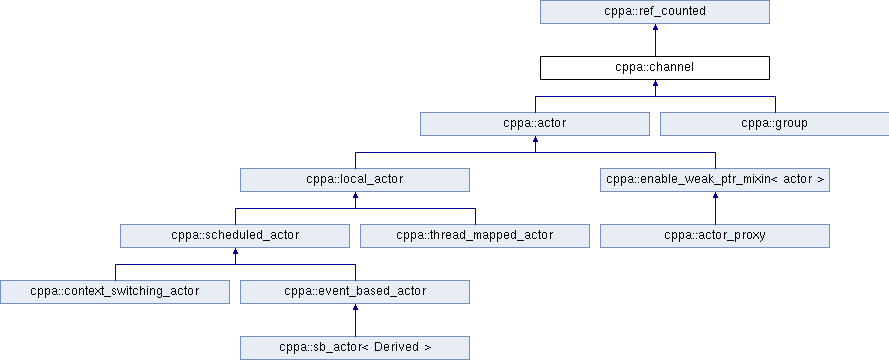 cppa::ref_counted
cppa::channel
cppa::actor
cppa::group
cppa::local_actor
cppa::enable_weak_ptr_mixin< actor >
cppa::scheduled_actor
cppa::thread_mapped_actor
cppa::actor_proxy
cppa::context_switching_actor
cppa::event_based_actor
cppa::sb_actor< Derived >